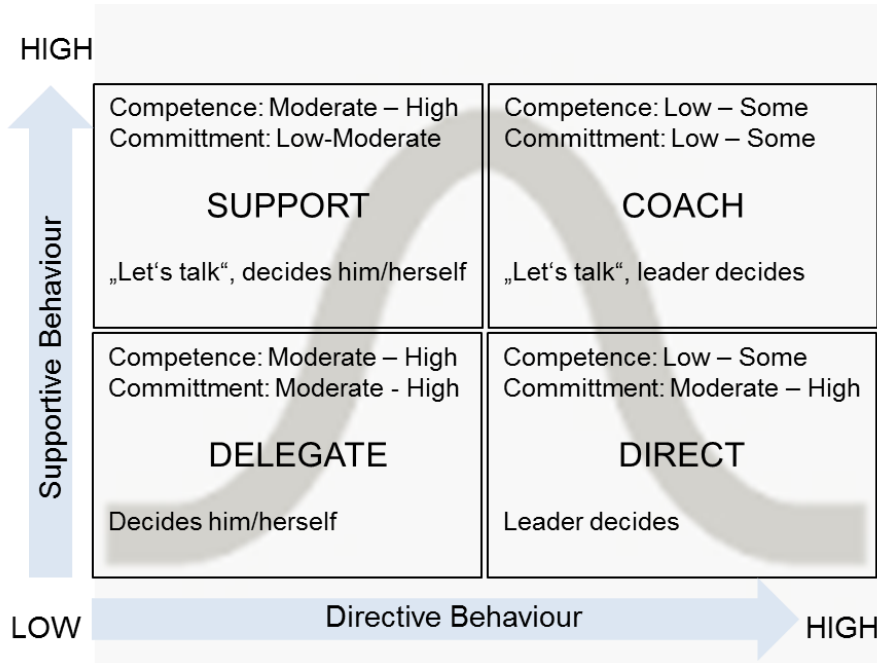 HIGH
Competence: Moderate – High
Committment: Low-Moderate
SUPPORT
„Let‘s talk“, decides him/herself
Competence: Low – Some
Committment: Low – Some
COACH
„Let‘s talk“, leader decides
Supportive Behaviour
Competence: Moderate – High
Committment: Moderate - High
DELEGATE
Decides him/herself
Competence: Low – Some
Committment: Moderate – High
DIRECT
Leader decides
LOW
Directive Behaviour
HIGH